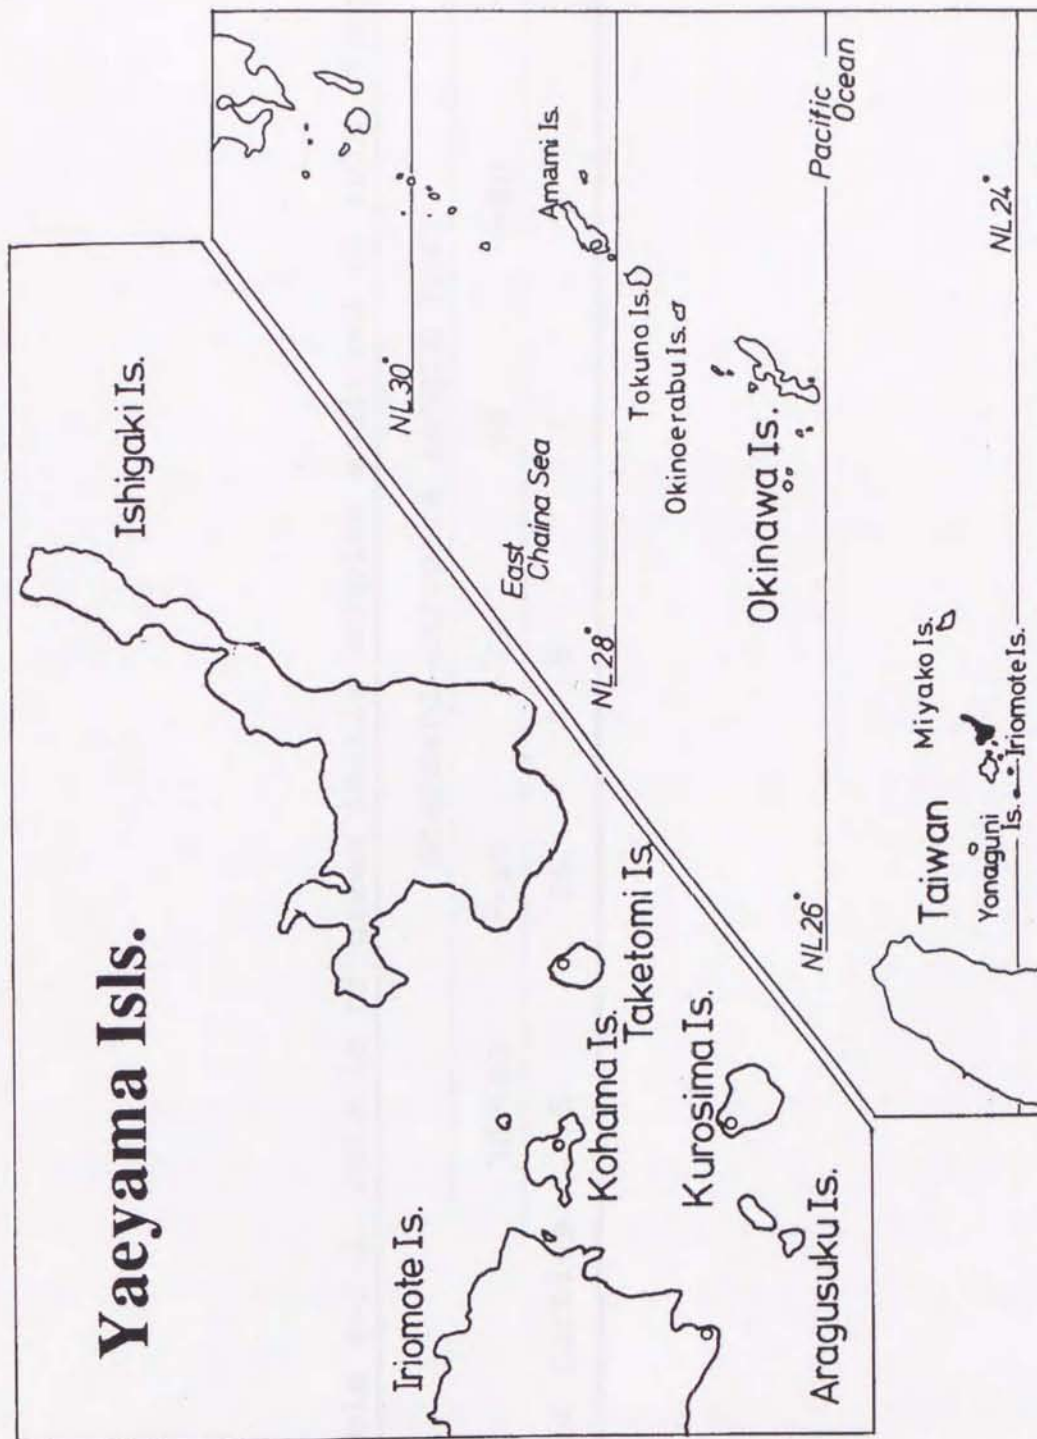 Yaeyama Isls.
Ishigaki Is.
Iriomote Is.
Kohama Is.
Taketomi Is.
Kurosima Is.
Aragusuku Is.
NL30°
East
Chaina Sea
Amami Is.
NL28°
Tokuno Is.
Okinoerabu Is.
Okinawa Is.
NL26°
Pacific
Ocean
Taiwan
Miyako Is.
Yonaguni
Is.
Iriomote Is.
NL24°